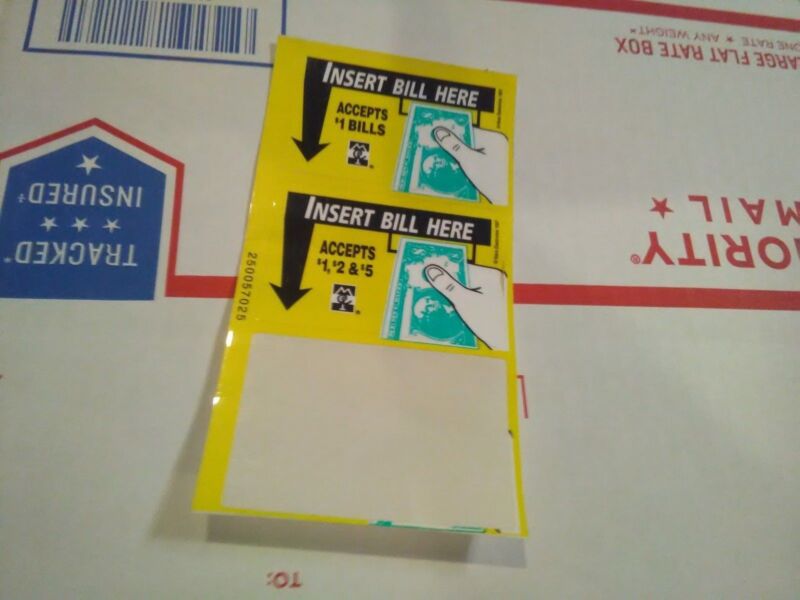 INSERT BILL HERE
ACCEPTS
$1 BILLS
INSERT BILL HERE
ACCEPTS
$1, $2 & $5
250057025
LARGE FLAT RATE BOX
ONE RATE ★ ANY WEIGHT*
ORITY®
MAIL ★
TRACKED*
★ ★ ★
INSURED‡
★
TO: